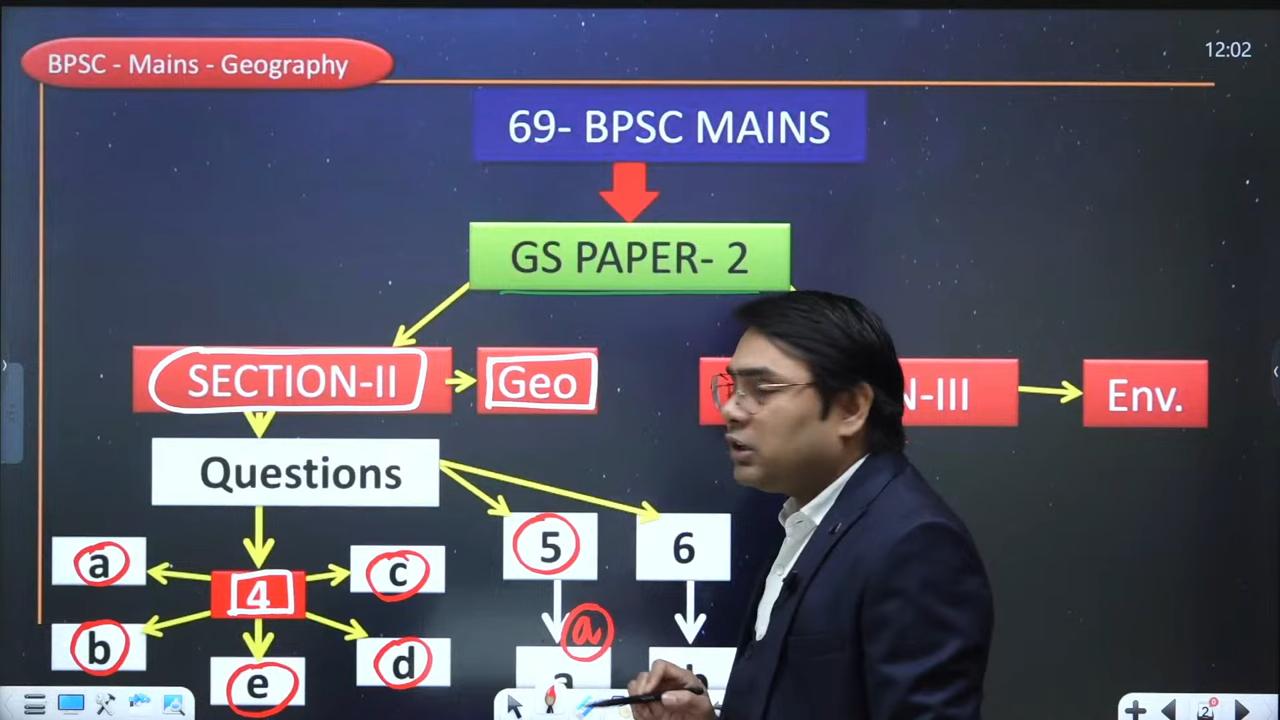 BPSC - Mains - Geography
12:02
69- BPSC MAINS
GS PAPER- 2
SECTION-II
Geo
N-III
Env.
Questions
5
6
a
c
4
b
d
e
a
a
b
2